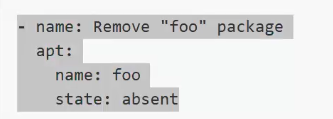 - name: Remove "foo" package
  apt:
    name: foo
    state: absent